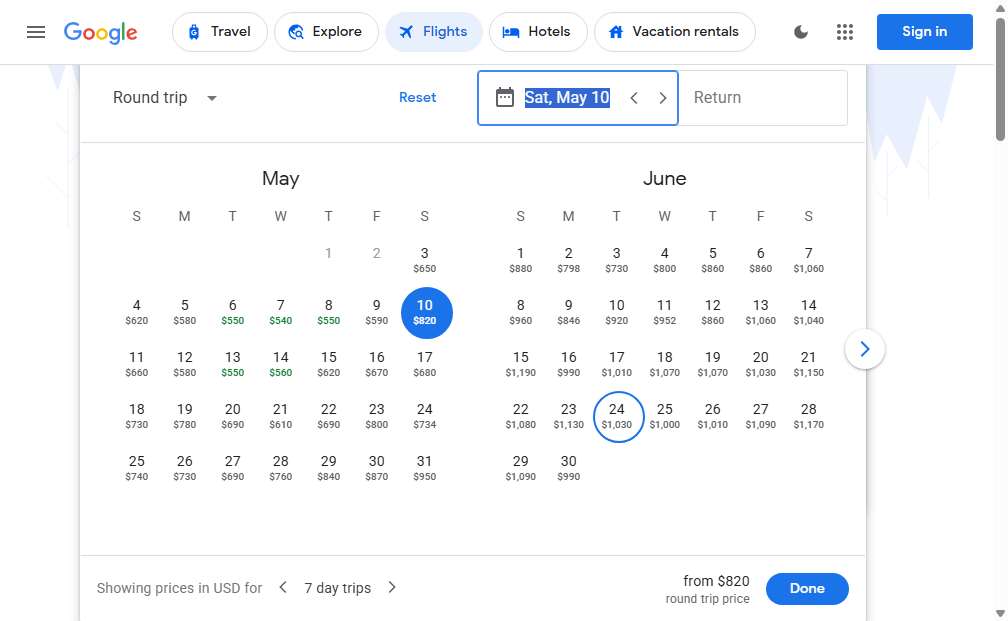 Google Travel Explore Flights Hotels Vacation rentals Sign in
Round trip Reset Sat, May 10 Return
May
S M T W T F S
1 2 3
$650
4 5 6 7 8 9 10
$620 $580 $550 $540 $550 $590 $820
11 12 13 14 15 16 17
$660 $580 $550 $560 $620 $670 $680
18 19 20 21 22 23 24
$730 $780 $690 $610 $690 $800 $734
25 26 27 28 29 30 31
$740 $730 $690 $760 $840 $870 $950
June
S M T W T F S
1 2 3 4 5 6 7
$880 $798 $730 $800 $860 $860 $1,060
8 9 10 11 12 13 14
$960 $846 $920 $952 $860 $1,060 $1,040
15 16 17 18 19 20 21
$1,190 $990 $1,010 $1,070 $1,070 $1,030 $1,150
22 23 24 25 26 27 28
$1,080 $1,130 $1,030 $1,000 $1,010 $1,090 $1,170
29 30
$1,090 $990
Showing prices in USD for 7 day trips
from $820
round trip price
Done